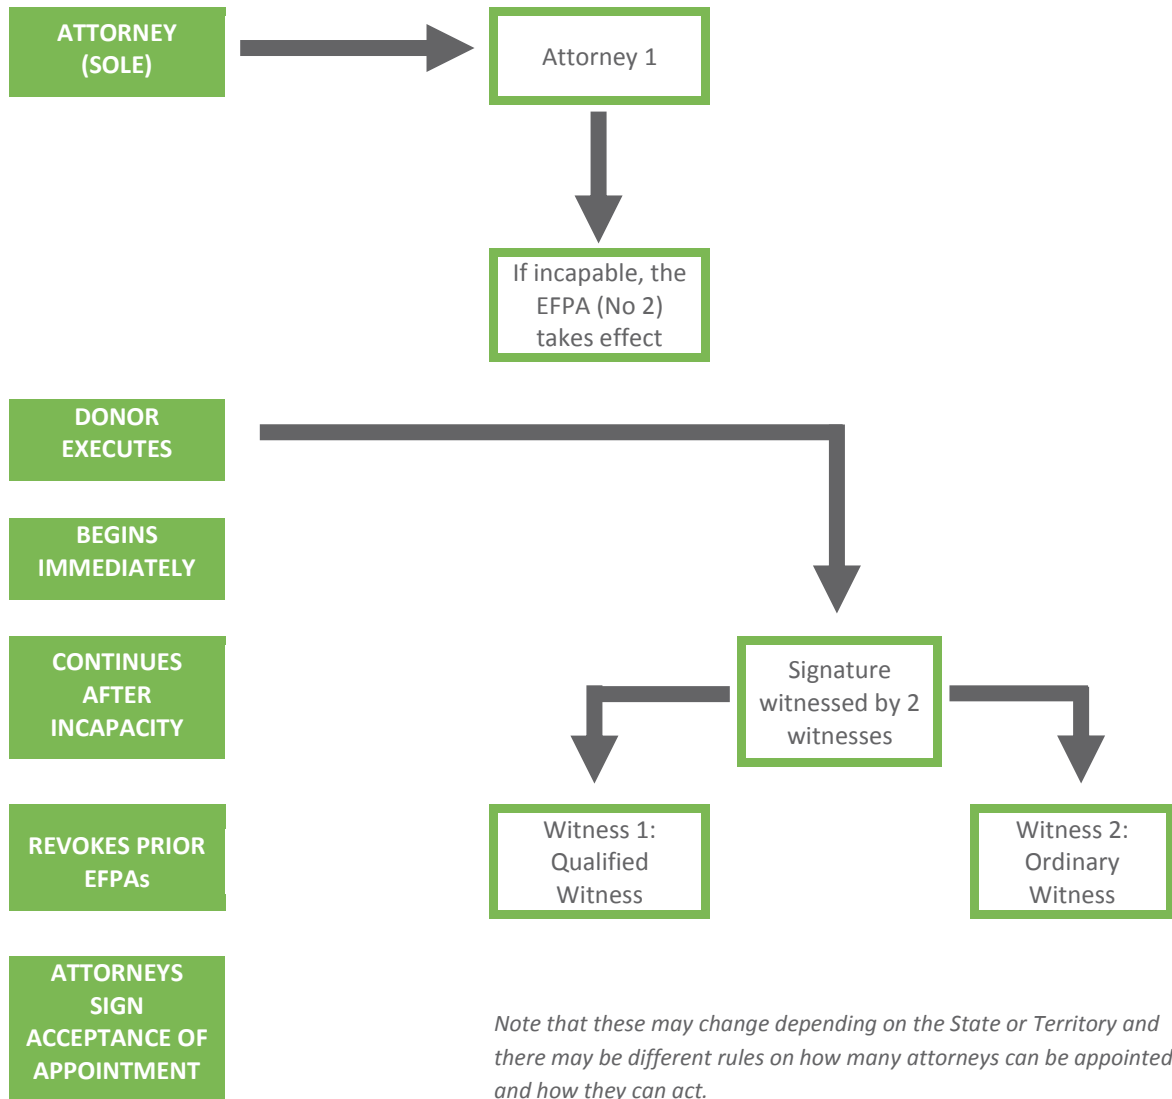 ATTORNEY
(SOLE)
Attorney 1
If incapable, the
EFPA (No 2)
takes effect
DONOR
EXECUTES
BEGINS
IMMEDIATELY
CONTINUES
AFTER
INCAPACITY
Signature
witnessed by 2
witnesses
REVOKES PRIOR
EFPAs
Witness 1:
Qualified
Witness
Witness 2:
Ordinary
Witness
ATTORNEYS
SIGN
ACCEPTANCE OF
APPOINTMENT
Note that these may change depending on the State or Territory and
there may be different rules on how many attorneys can be appointed
and how they can act.